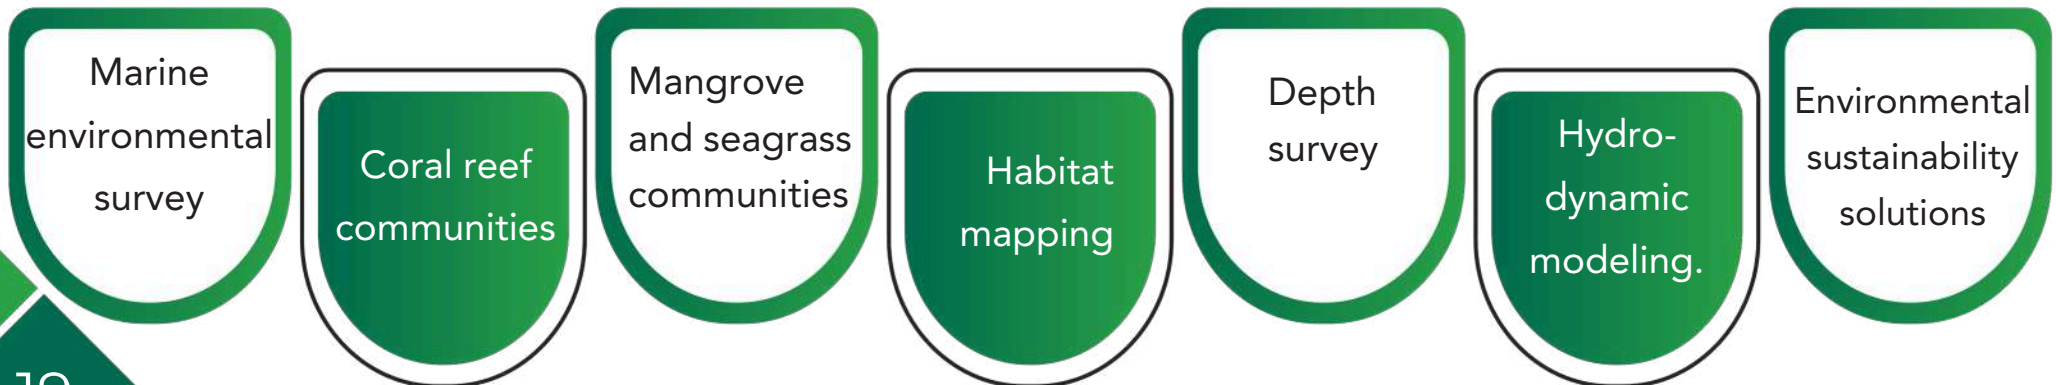 Marine
environmental
survey
Coral reef
communities
Mangrove
and seagrass
communities
Habitat
mapping
Depth
survey
Hydro-
dynamic
modeling.
Environmental
sustainability
solutions